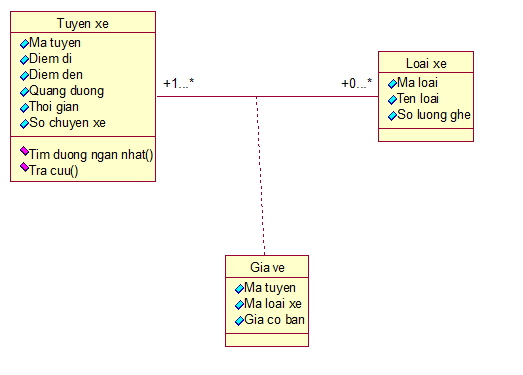 Tuyen xe
Ma tuyen
Diem di
Diem den
Quang duong
Thoi gian
So chuyen xe
Tim duong ngan nhat()
Tra cuu()
+1...*
+0...*
Loai xe
Ma loai
Ten loai
So luong ghe
Gia ve
Ma tuyen
Ma loai xe
Gia co ban